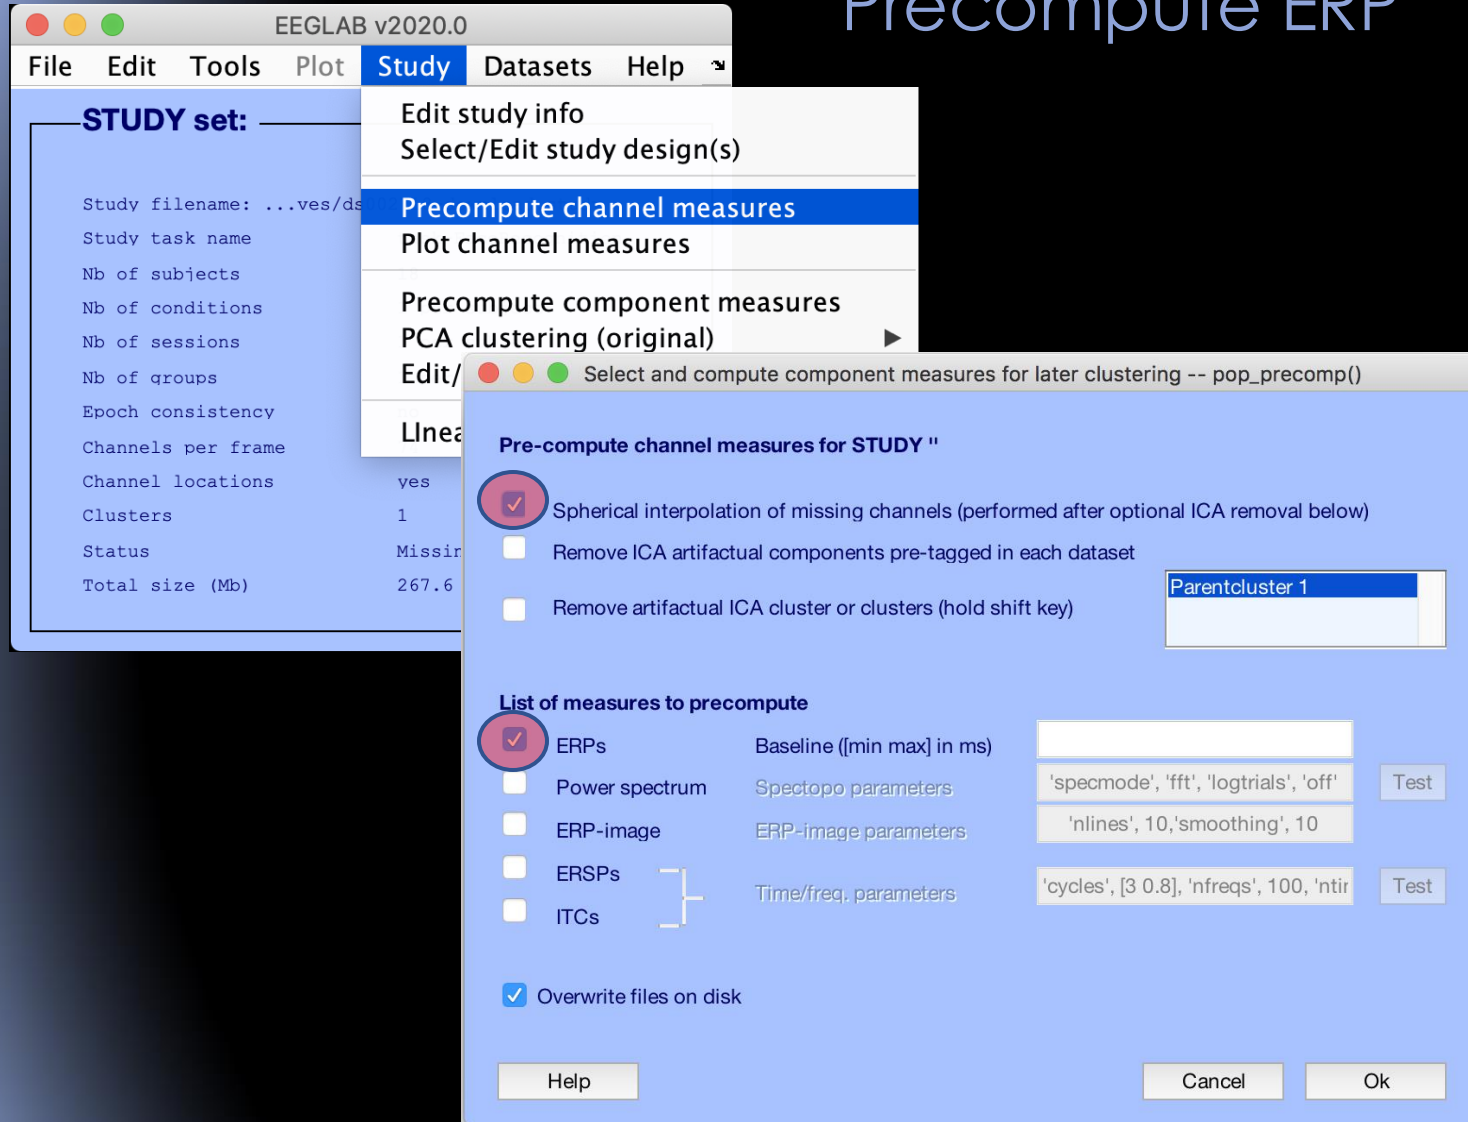 Precompute ERP
EEGLAB v2020.0
File Edit Tools Plot Study Datasets Help
STUDY set:
Edit study info
Select/Edit study design(s)
Precompute channel measures
Plot channel measures
Precompute component measures
PCA clustering (original)
Edit/
LInea
Study filename: ...ves/ds
Study task name
Nb of subjects
Nb of conditions
Nb of sessions
Nb of groups
Epoch consistency
Channels per frame
Channel locations yes
Clusters 1
Status Missin
Total size (Mb) 267.6
Select and compute component measures for later clustering -- pop_precomp()
Pre-compute channel measures for STUDY ''
Spherical interpolation of missing channels (performed after optional ICA removal below)
Remove ICA artifactual components pre-tagged in each dataset
Remove artifactual ICA cluster or clusters (hold shift key)
Parentcluster 1
List of measures to precompute
ERPs Baseline ([min max] in ms)
Power spectrum Spectopo parameters 'specmode', 'fft', 'logtrials', 'off' Test
ERP-image ERP-image parameters 'nlines', 10,'smoothing', 10
ERSPs
Time/freq. parameters 'cycles', [3 0.8], 'nfreqs', 100, 'ntir Test
ITCs
Overwrite files on disk
Help Cancel Ok